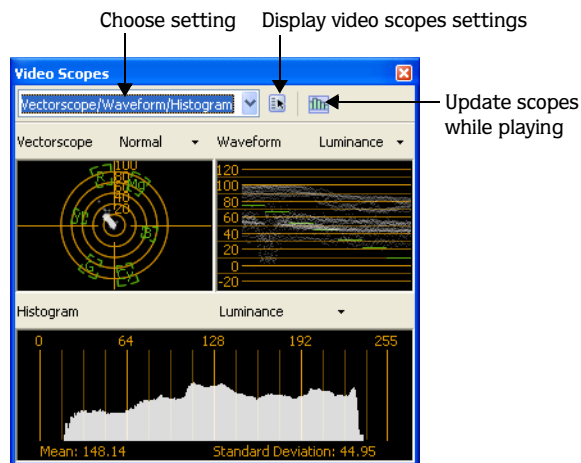 Choose setting
Display video scopes settings
Video Scopes
Vectorscope/Waveform/Histogram
Update scopes
while playing
Vectorscope Normal Waveform Luminance
100
80
60
40
20
R
Mg
B
Cy
G
Yl
120
100
80
60
40
20
0
-20
Histogram Luminance
0 64 128 192 255
Mean: 148.14 Standard Deviation: 44.95